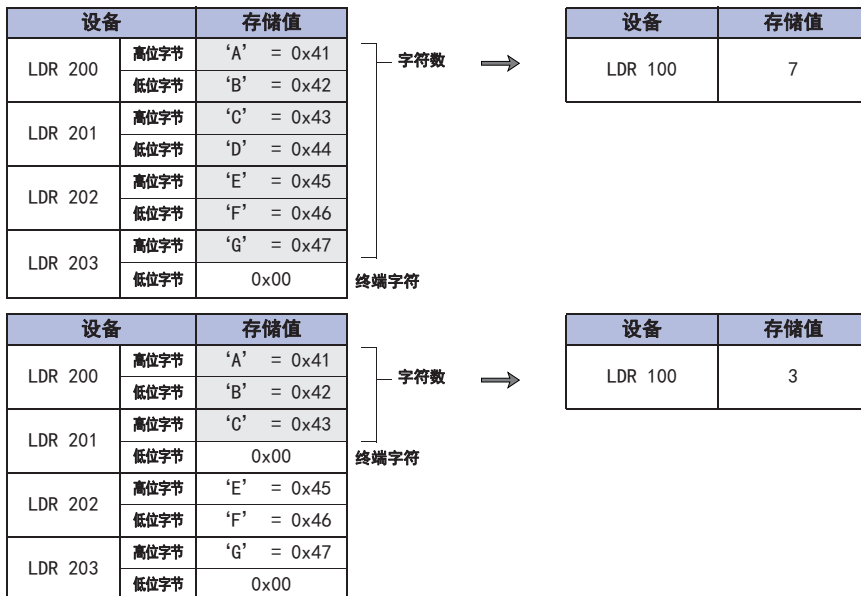 设备 存储值
LDR 200 高位字节 ‘A’ = 0x41
低位字节 ‘B’ = 0x42
LDR 201 高位字节 ‘C’ = 0x43
低位字节 ‘D’ = 0x44
LDR 202 高位字节 ‘E’ = 0x45
低位字节 ‘F’ = 0x46
LDR 203 高位字节 ‘G’ = 0x47
低位字节 0x00
字符数
终端字符
设备 存储值
LDR 100 7
设备 存储值
LDR 200 高位字节 ‘A’ = 0x41
低位字节 ‘B’ = 0x42
LDR 201 高位字节 ‘C’ = 0x43
低位字节 0x00
LDR 202 高位字节 ‘E’ = 0x45
低位字节 ‘F’ = 0x46
LDR 203 高位字节 ‘G’ = 0x47
低位字节 0x00
字符数
终端字符
设备 存储值
LDR 100 3